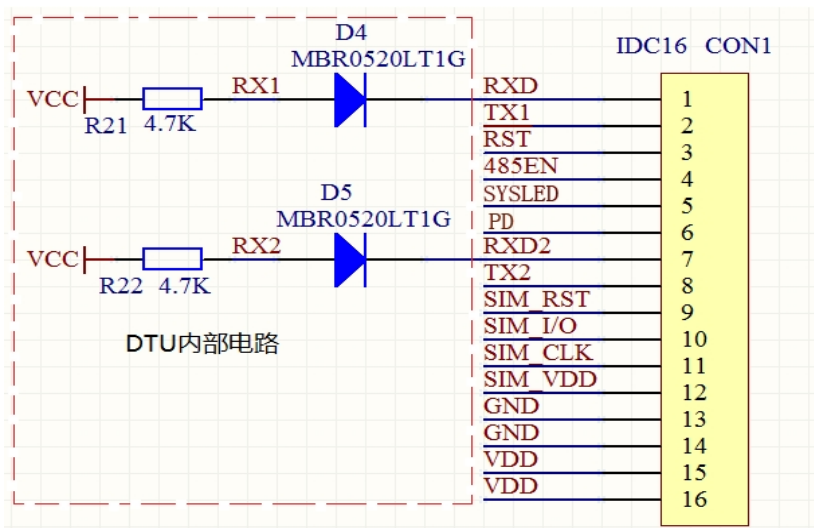 D4
IDC16 CON1
MBR0520LT1G
VCC
RX1
RXD
1
R21 4.7K
TX1
2
RST
3
485EN
4
D5
SYSLED
5
MBR0520LT1G
PD
6
VCC
RX2
RXD2
7
R22 4.7K
TX2
8
SIM_RST
9
DTU内部电路
SIM_I/O
10
SIM_CLK
11
SIM_VDD
12
GND
13
GND
14
VDD
15
VDD
16